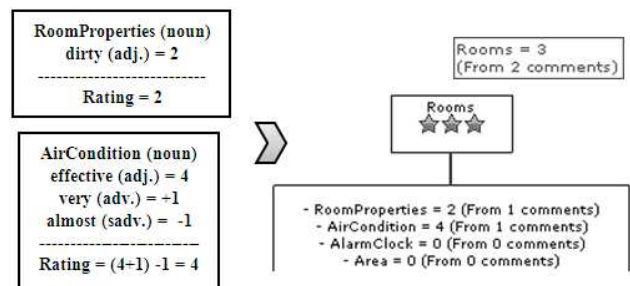 RoomProperties (noun)
dirty (adj.) = 2
---------------------------
Rating = 2
AirCondition (noun)
effective (adj.) = 4
very (adv.) = +1
almost (sadv.) = -1
--------------------------
Rating = (4+1) -1 = 4
Rooms = 3
(From 2 comments)
Rooms
- RoomProperties = 2 (From 1 comments)
- AirCondition = 4 (From 1 comments)
- AlarmClock = 0 (From 0 comments)
- Area = 0 (From 0 comments)